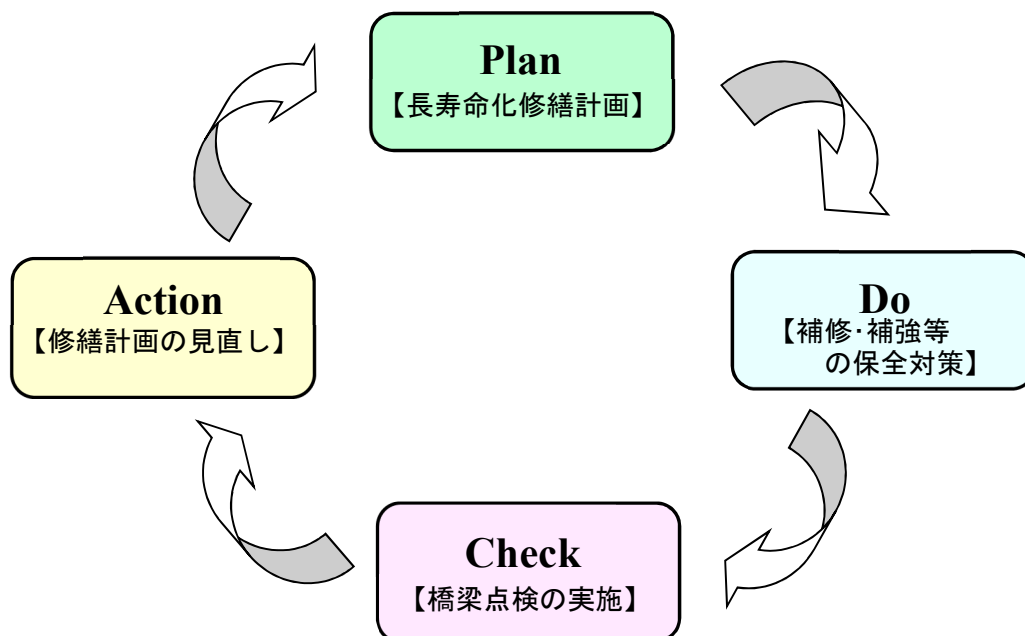 Plan
【長寿命化修繕計画】
Action
【修繕計画の見直し】
Do
【補修・補強等
の保全対策】
Check
【橋梁点検の実施】